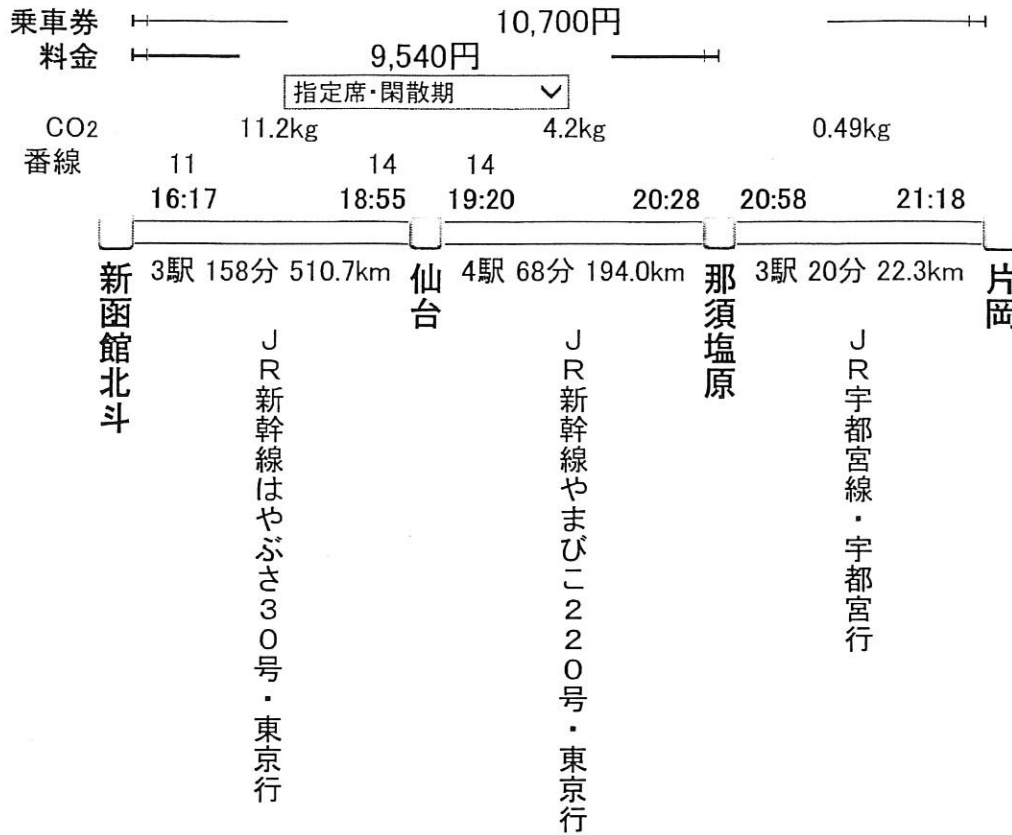 乗車券 10,700円
料金 9,540円
指定席・閑散期
CO2 11.2kg 4.2kg 0.49kg
番線 11 14 14
16:17 18:55 19:20 20:28 20:58 21:18
3駅 158分 510.7km 4駅 68分 194.0km 3駅 20分 22.3km
新函館北斗
仙台
那須塩原
片岡
JR新幹線はやぶさ30号・東京行
JR新幹線やまびこ220号・東京行
JR宇都宮線・宇都宮行